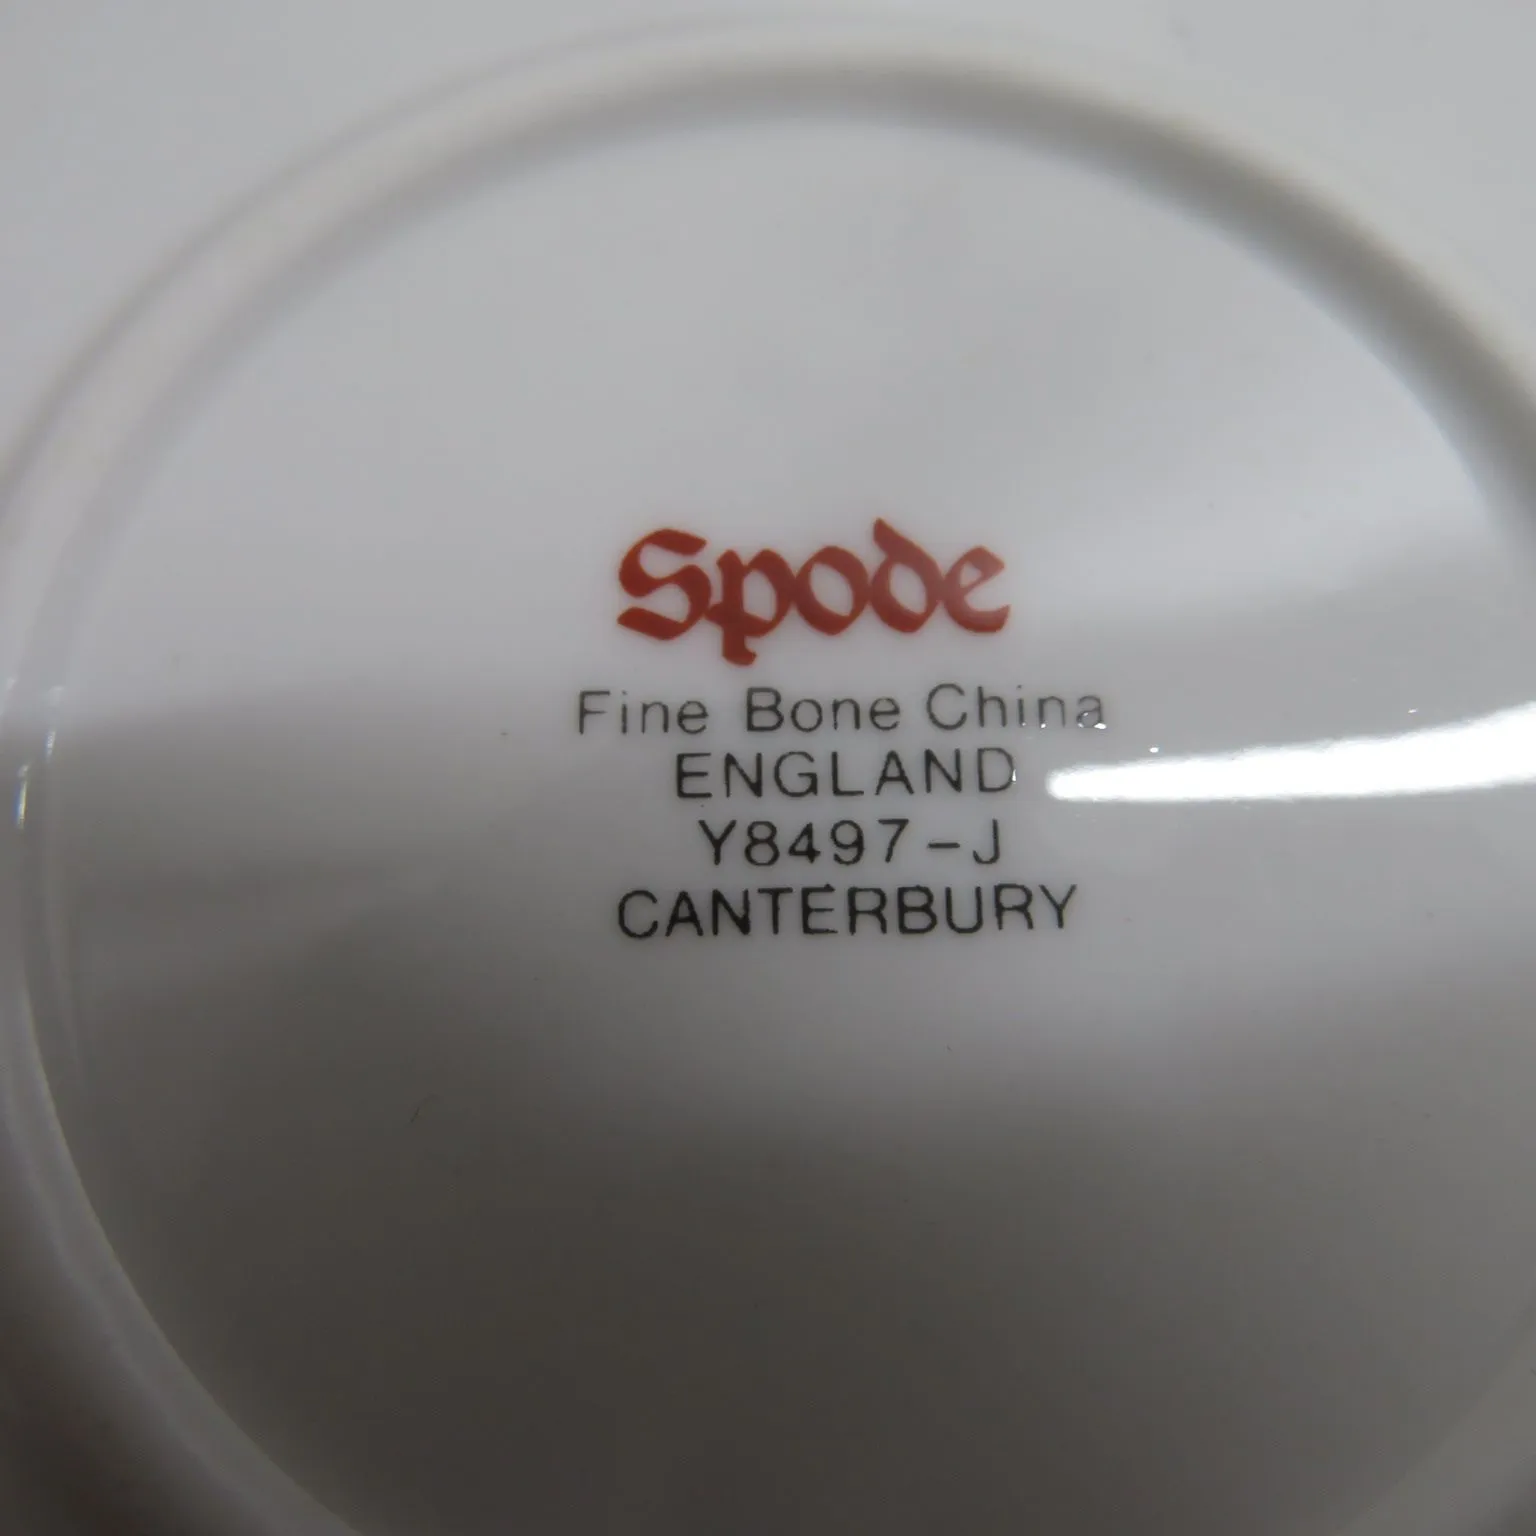 Spode
Fine Bone China
ENGLAND
Y8497-J
CANTERBURY